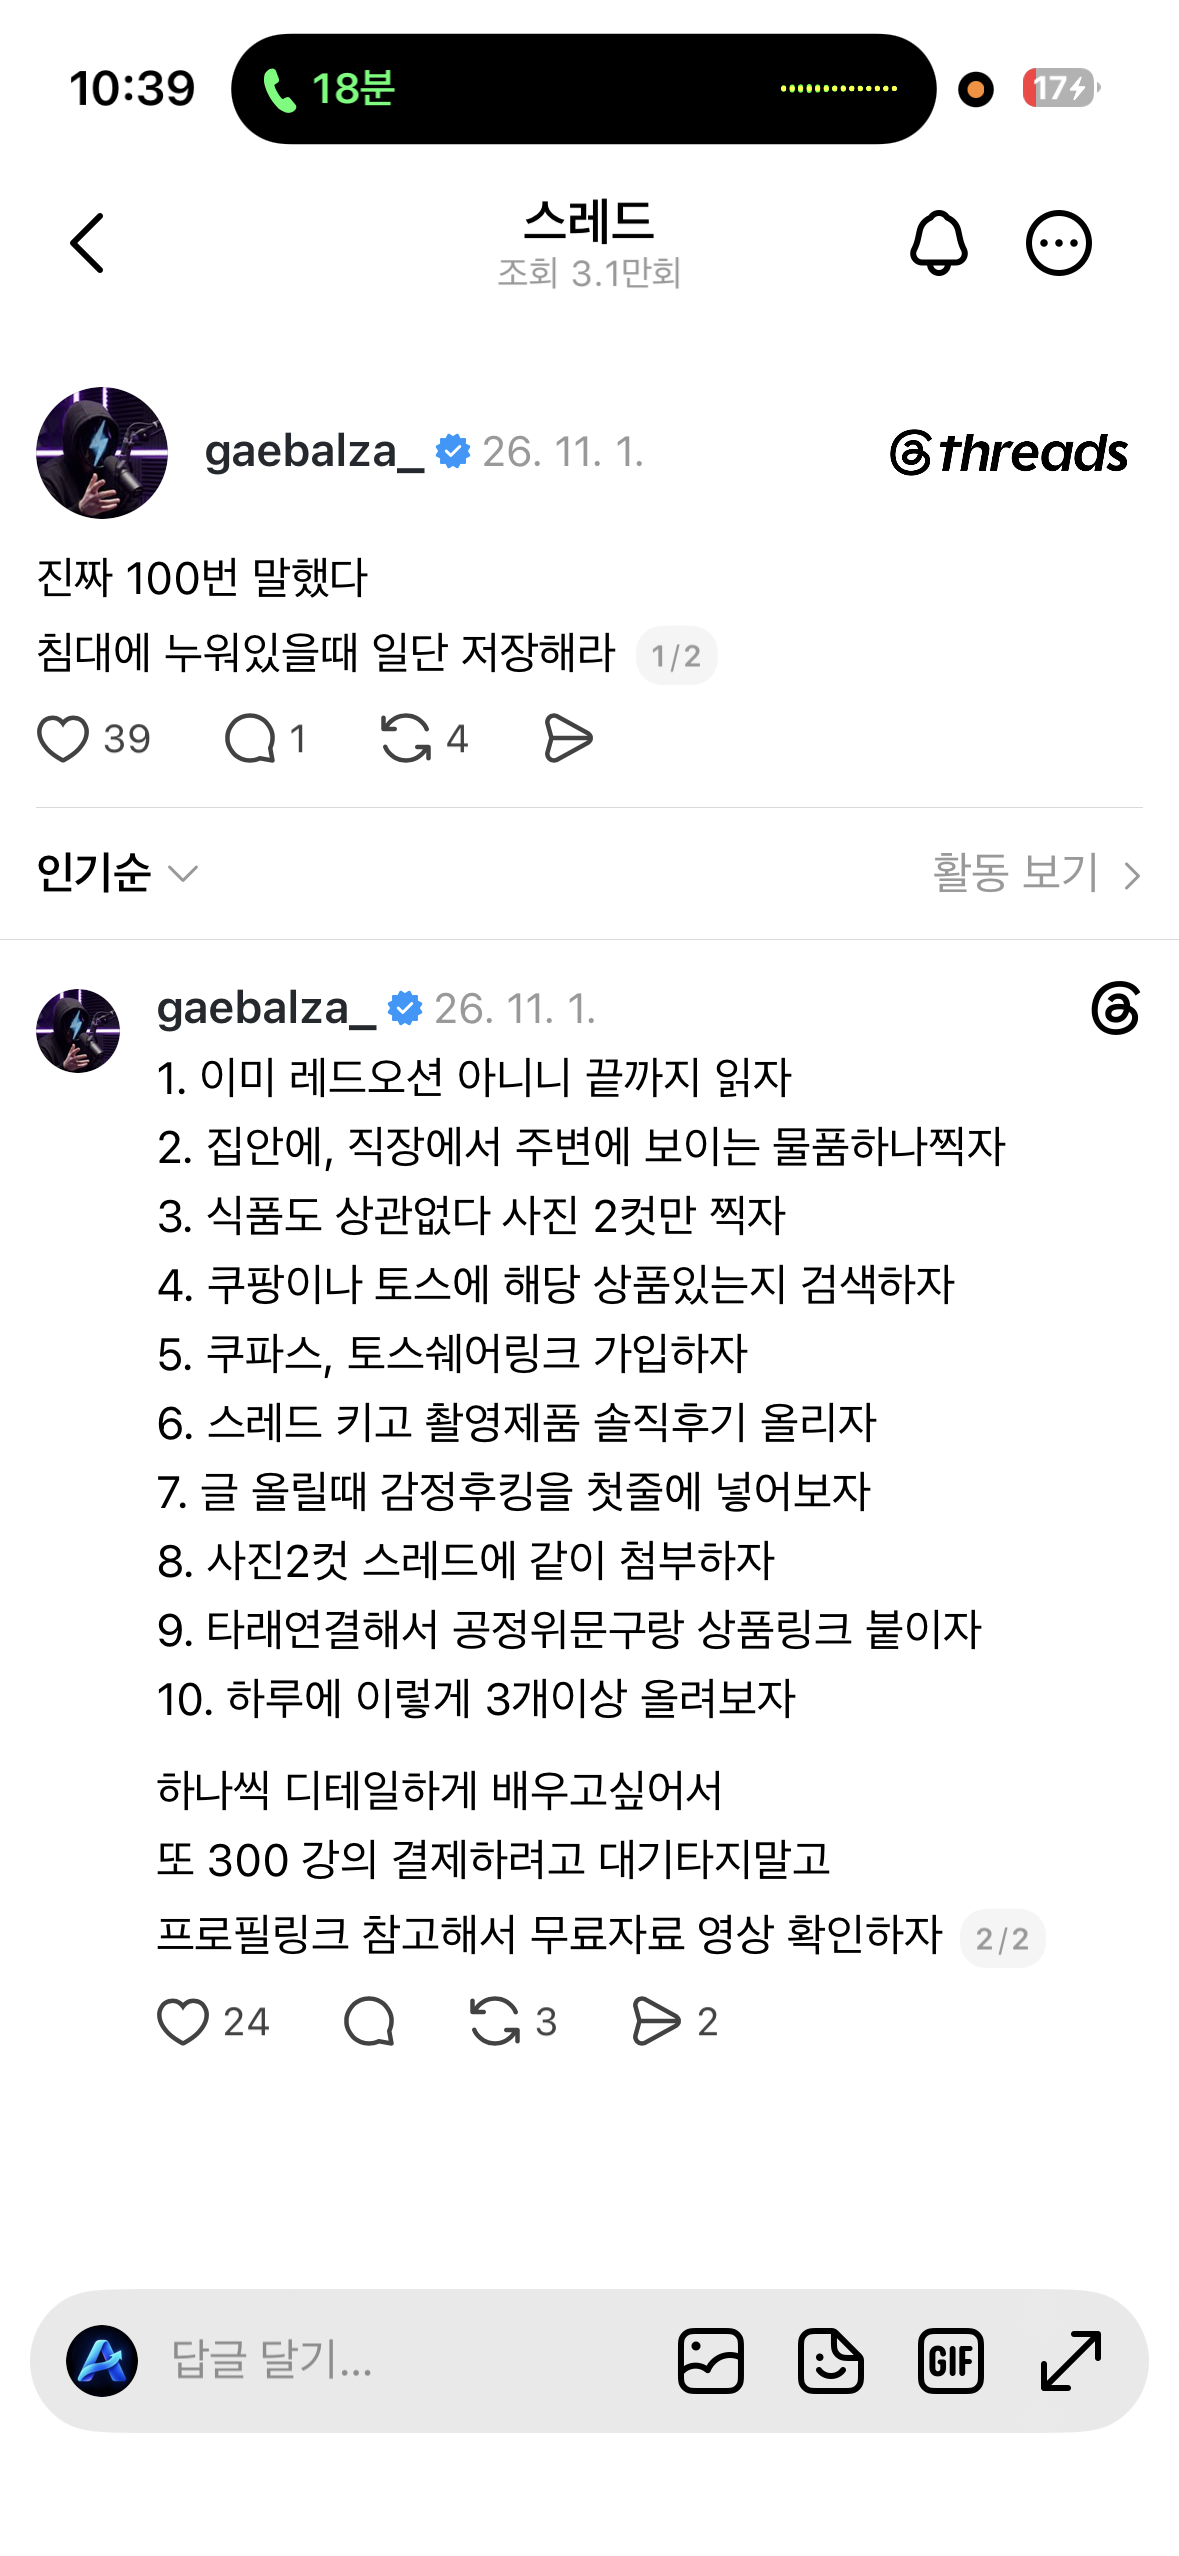 10:39
18분
17
스레드
조회 3.1만회
gaebalza_ 26. 11. 1.
threads
진짜 100번 말했다
침대에 누워있을때 일단 저장해라 1/2
39 1 4
인기순
활동 보기
gaebalza_ 26. 11. 1.
1. 이미 레드오션 아니니 끝까지 읽자
2. 집안에, 직장에서 주변에 보이는 물품하나찍자
3. 식품도 상관없다 사진 2컷만 찍자
4. 쿠팡이나 토스에 해당 상품있는지 검색하자
5. 쿠파스, 토스쉐어링크 가입하자
6. 스레드 키고 촬영제품 솔직후기 올리자
7. 글 올릴때 감정후킹을 첫줄에 넣어보자
8. 사진2컷 스레드에 같이 첨부하자
9. 타래연결해서 공정위문구랑 상품링크 붙이자
10. 하루에 이렇게 3개이상 올려보자
하나씩 디테일하게 배우고싶어서
또 300 강의 결제하려고 대기타지말고
프로필링크 참고해서 무료자료 영상 확인하자 2/2
24 3 2
답글 달기...
GIF